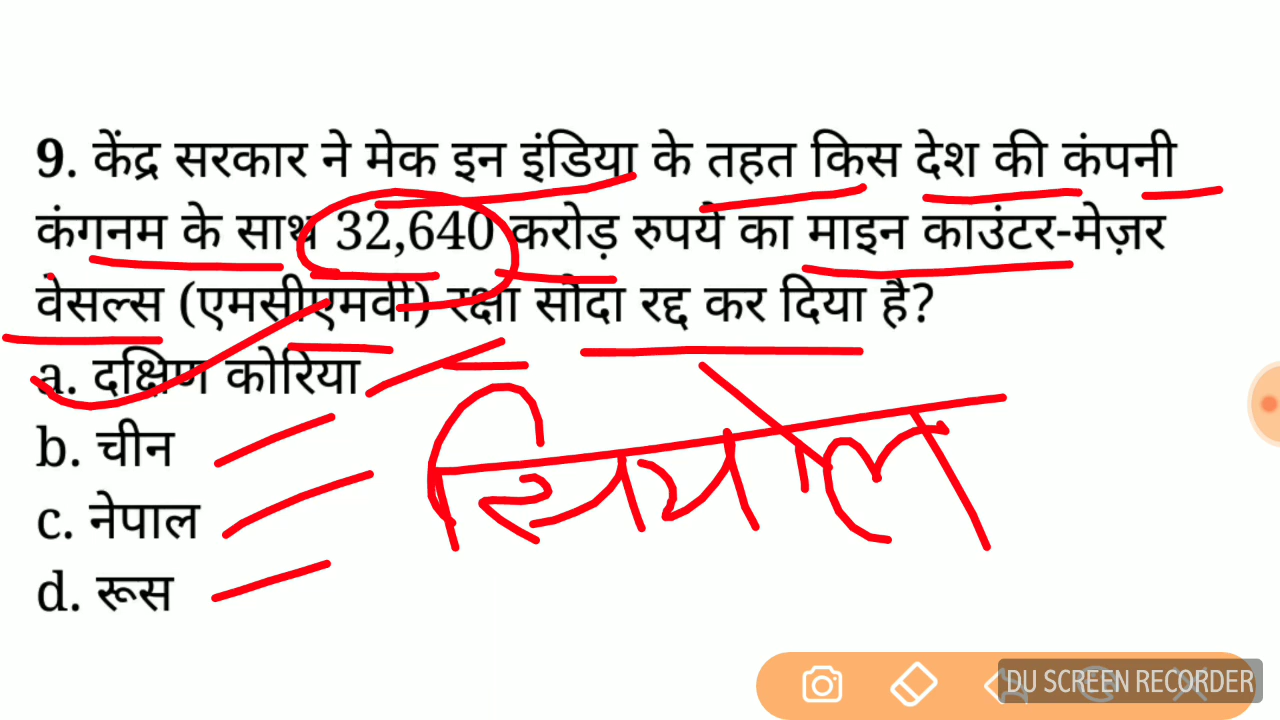 9. केंद्र सरकार ने मेक इन इंडिया के तहत किस देश की कंपनी
कंगनम के साथ 32,640 करोड़ रुपये का माइन काउंटर-मेज़र
वेसल्स (एमसीएमवी) रक्षा सौदा रद्द कर दिया है?
a. दक्षिण कोरिया
b. चीन
c. नेपाल
d. रूस
सियोल
DU SCREEN RECORDER